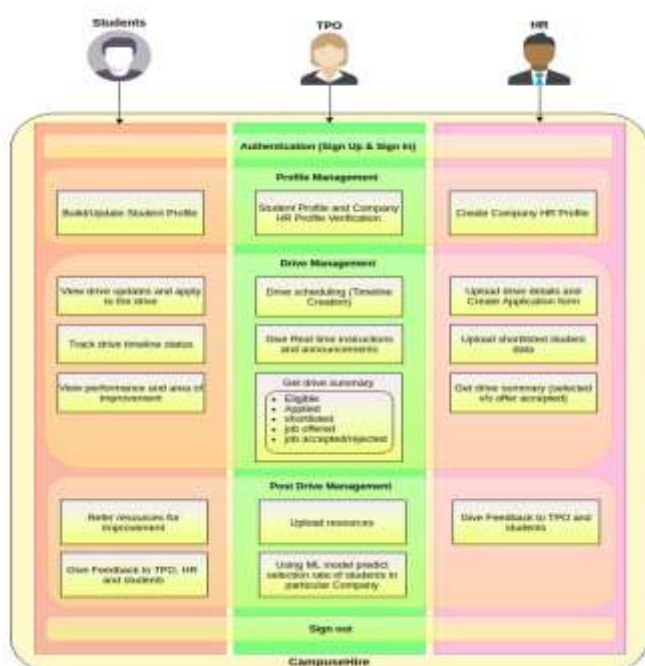 Students
TPO
HR
Authentication (Sign Up & Sign In)
Profile Management
Build/Update Student Profile
Student Profile and Company
HR Profile Verification
Create Company HR Profile
Drive Management
View drive updates and apply
to the drive
Drive scheduling (Timeline
Creation)
Upload drive details and
Create Application form
Track drive timeline status
Give Real time instructions
and announcements
Upload shortlisted student
data
View performance and area of
improvement
Get drive summary
• Eligible
• Applied
• shortlisted
• job offered
• job accepted/rejected
Get drive summary (selected
v/s offer accepted)
Post Drive Management
Refer resources for
improvement
Upload resources
Give Feedback to TPO and
students
Give Feedback to TPO, HR
and students
Using ML model predict
selection rate of students in
particular Company
Sign out
CampuseHire